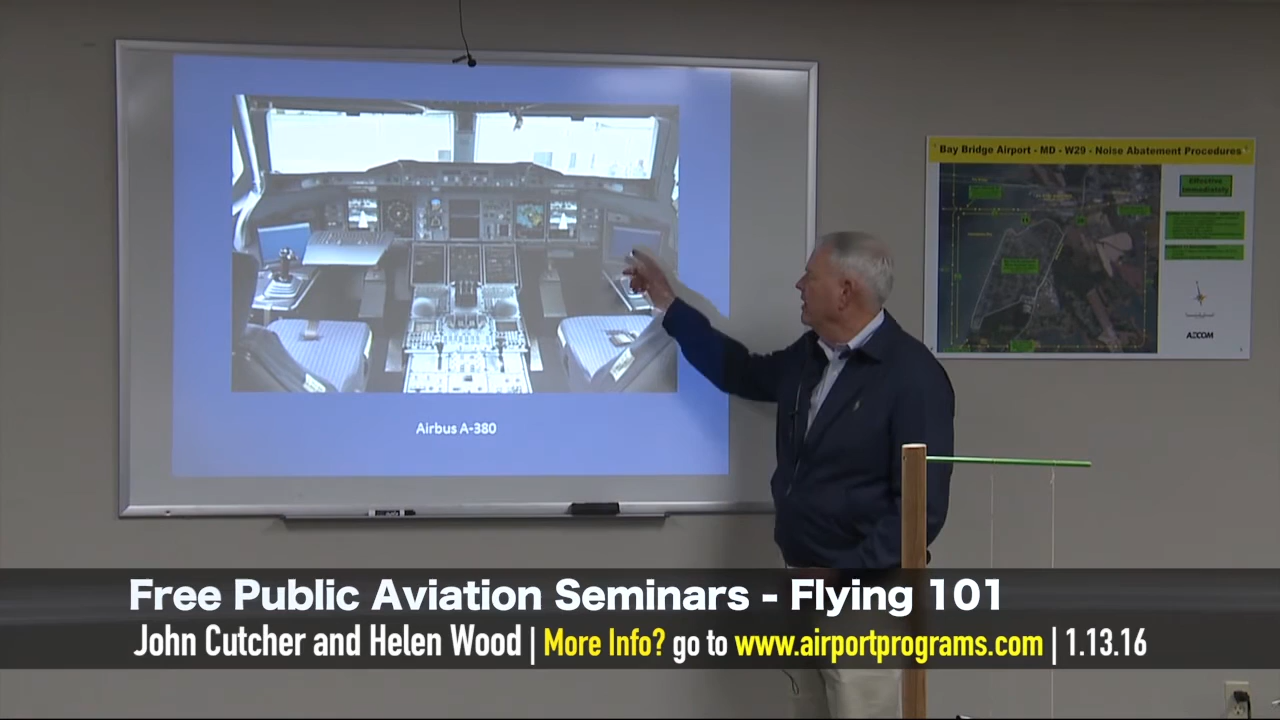 Bay Bridge Airport - MD - W29 - Noise Abatement Procedures
Effective
Immediately
ADCOM
Airbus A-380
Free Public Aviation Seminars - Flying 101
John Cutcher and Helen Wood | More Info? go to www.airportprograms.com | 1.13.16